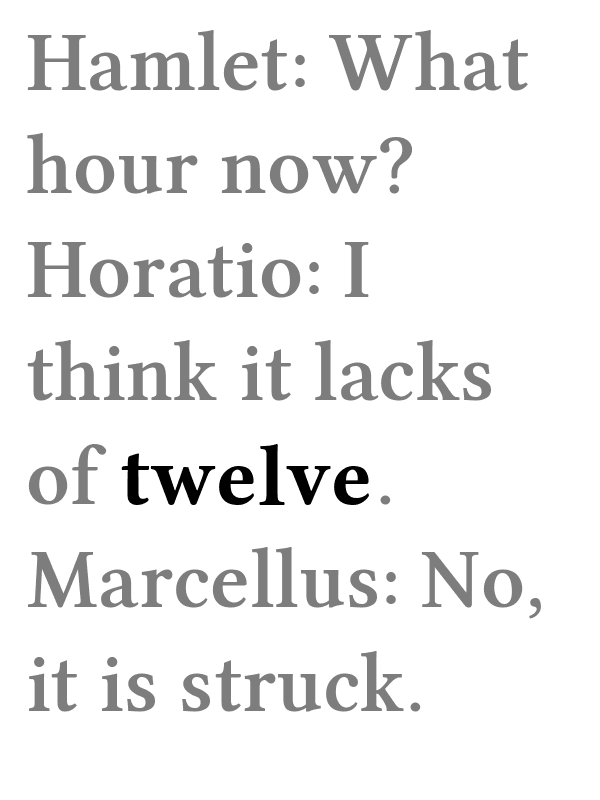 Hamlet: What
hour now?
Horatio: I
think it lacks
of twelve.
Marcellus: No,
it is struck.